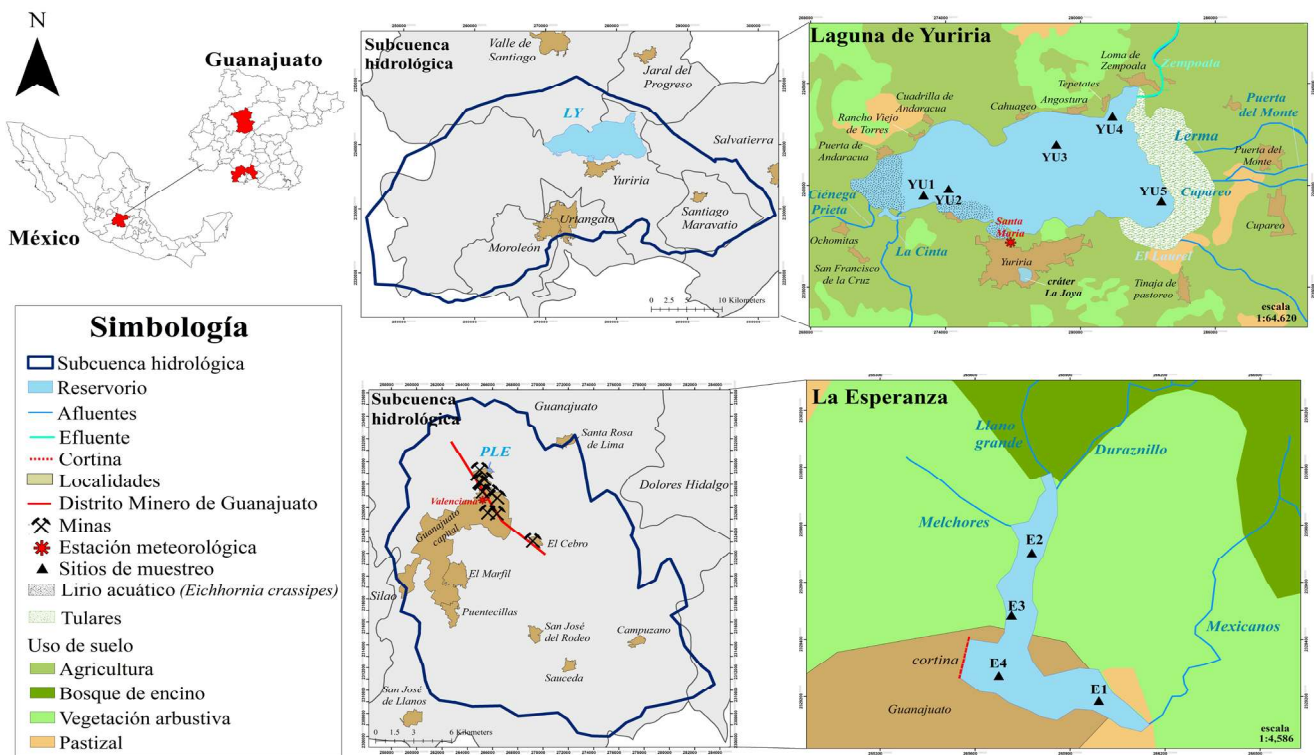 N
Guanajuato
México
Simbología
Subcuenca hidrológica
Reservorio
Afluentes
Efluente
Cortina
Localidades
Distrito Minero de Guanajuato
Minas
Estación meteorológica
Sitios de muestreo
Lirio acuático (Eichhornia crassipes)
Tulares
Uso de suelo
Agricultura
Bosque de encino
Vegetación arbustiva
Pastizal
Subcuenca
hidrológica
Valle de
Santiago
Jaral del
Progreso
LY
Salvatierra
Yuriria
Uriangato
Santiago
Maravatio
Moroleón
0 2.5 5 10 Kilometers
Laguna de Yuriria
Loma de
Zempoala
Zempoala
Tepetates
Angostura
Cahuageo
Cuadrilla de
Andaracua
Rancho Viejo
de Torres
Puerta de
Andaracua
Puerta
del Monte
Lerma
Puerta del
Monte
YU4
YU3
YU1
YU2
YU5
Cupareo
Ciénega
Prieta
Santa
María
Ochomitas
La Cinta
Yuriria
El Laurel
Cupareo
San Francisco
de la Cruz
cráter
La Joya
Tinaja de
pastoreo
escala
1:64,620
Subcuenca
hidrológica
Guanajuato
Santa Rosa
de Lima
PLE
Dolores Hidalgo
Valenciana
Guanajuato
capital
El Cebro
El Marfil
Silao
Puentecillas
San José
del Rodeo
Campuzano
Sauceda
San José
de Llanos
0 1.5 3 6 Kilometers
La Esperanza
Llano
grande
Duraznillo
Melchores
E2
E3
Mexicanos
cortina
E4
E1
Guanajuato
escala
1:4,586